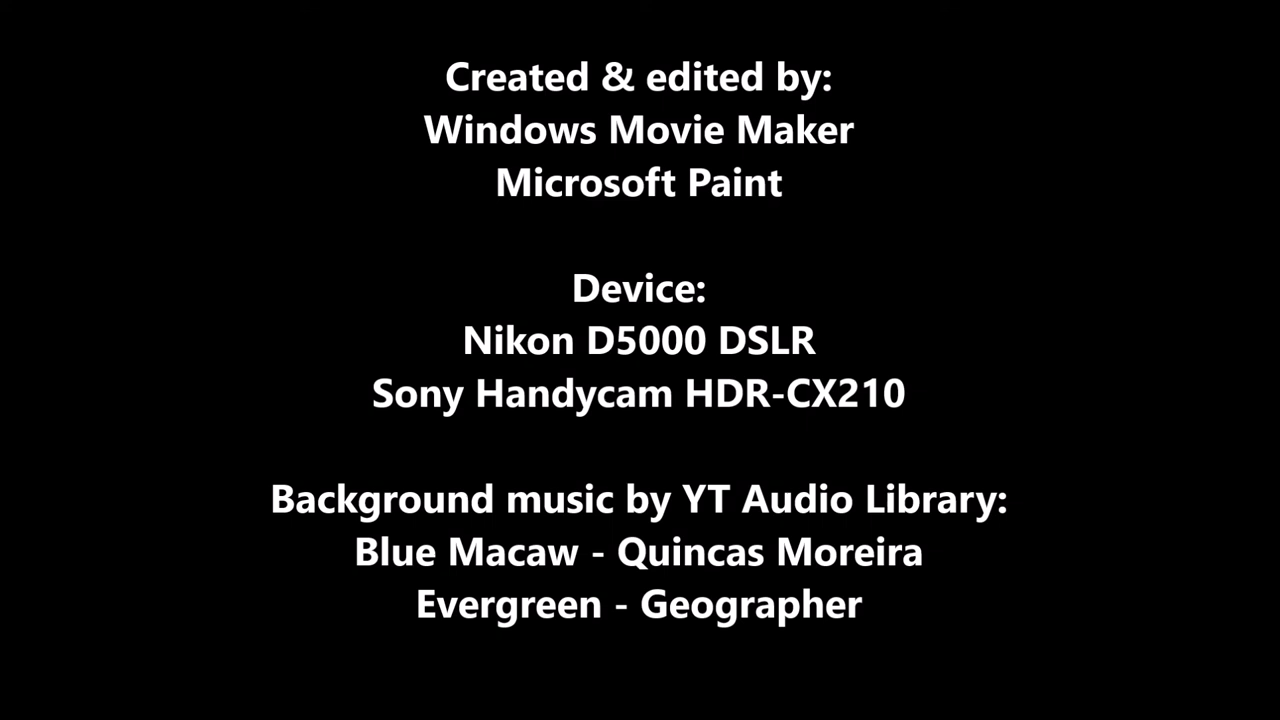 Created & edited by:
Windows Movie Maker
Microsoft Paint
Device:
Nikon D5000 DSLR
Sony Handycam HDR-CX210
Background music by YT Audio Library:
Blue Macaw - Quincas Moreira
Evergreen - Geographer